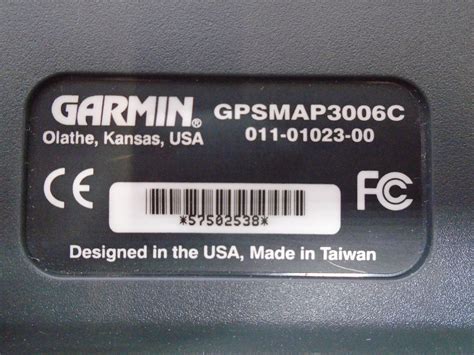 GARMIN® GPSMAP3006C
Olathe, Kansas, USA 011-01023-00
CE FC
*57502538*
Designed in the USA, Made in Taiwan